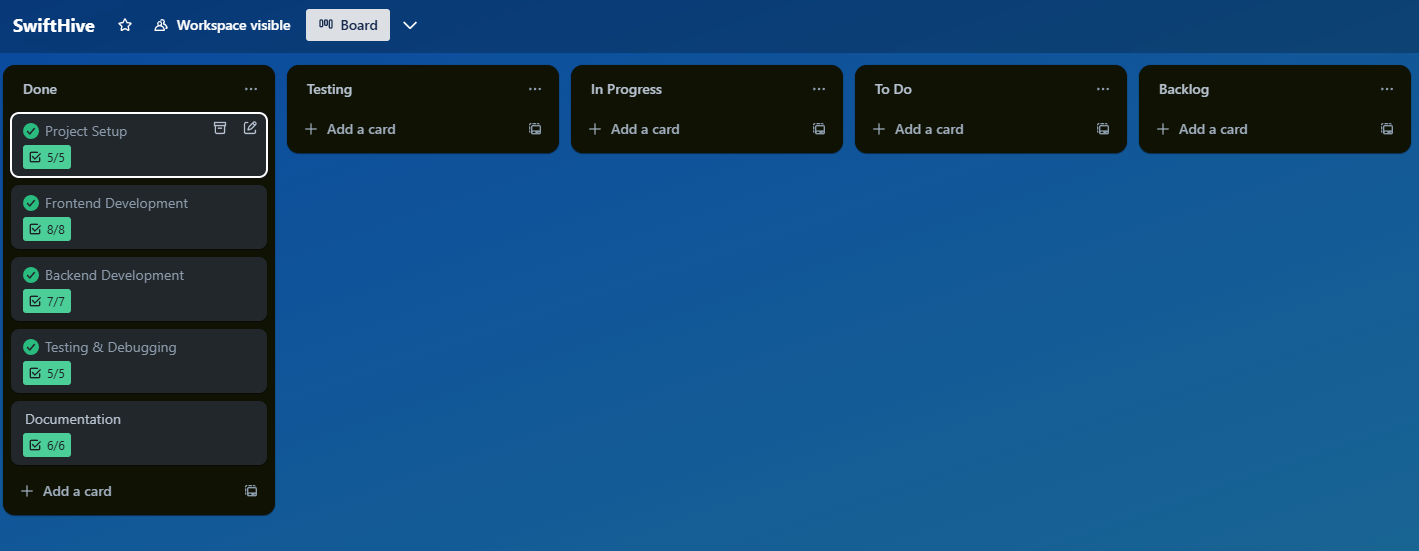 SwiftHive
Workspace visible
Board
Done
Project Setup
5/5
Frontend Development
8/8
Backend Development
7/7
Testing & Debugging
5/5
Documentation
6/6
Add a card
Testing
Add a card
In Progress
Add a card
To Do
Add a card
Backlog
Add a card